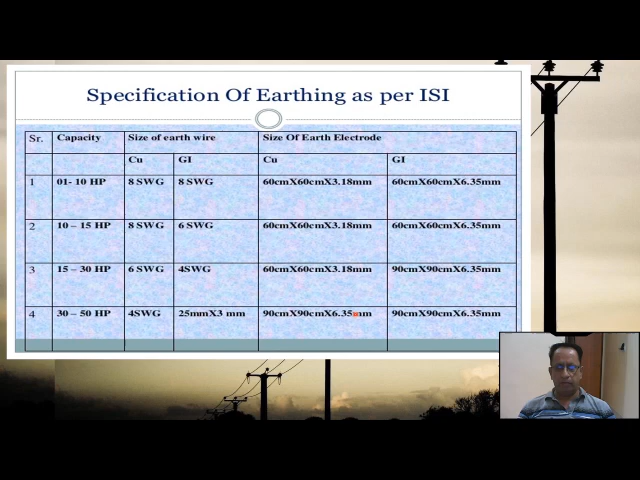 Specification Of Earthing as per ISI
Sr. Capacity Size of earth wire Size Of Earth Electrode
Cu GI Cu GI
1 01- 10 HP 8 SWG 8 SWG 60cmX60cmX3.18mm 60cmX60cmX6.35mm
2 10 – 15 HP 8 SWG 6 SWG 60cmX60cmX3.18mm 60cmX60cmX6.35mm
3 15 – 30 HP 6 SWG 4SWG 60cmX60cmX3.18mm 90cmX90cmX6.35mm
4 30 – 50 HP 4SWG 25mmX3 mm 90cmX90cmX6.35mm 90cmX90cmX6.35mm